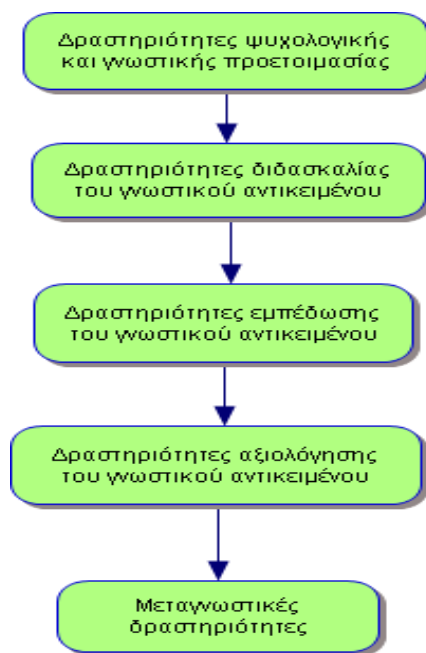 Δραστηριότητες ψυχολογικής
και γνωστικής προετοιμασίας
Δραστηριότητες διδασκαλίας
του γνωστικού αντικειμένου
Δραστηριότητες εμπέδωσης
του γνωστικού αντικειμένου
Δραστηριότητες αξιολόγησης
του γνωστικού αντικειμένου
Μεταγνωστικές
δραστηριότητες